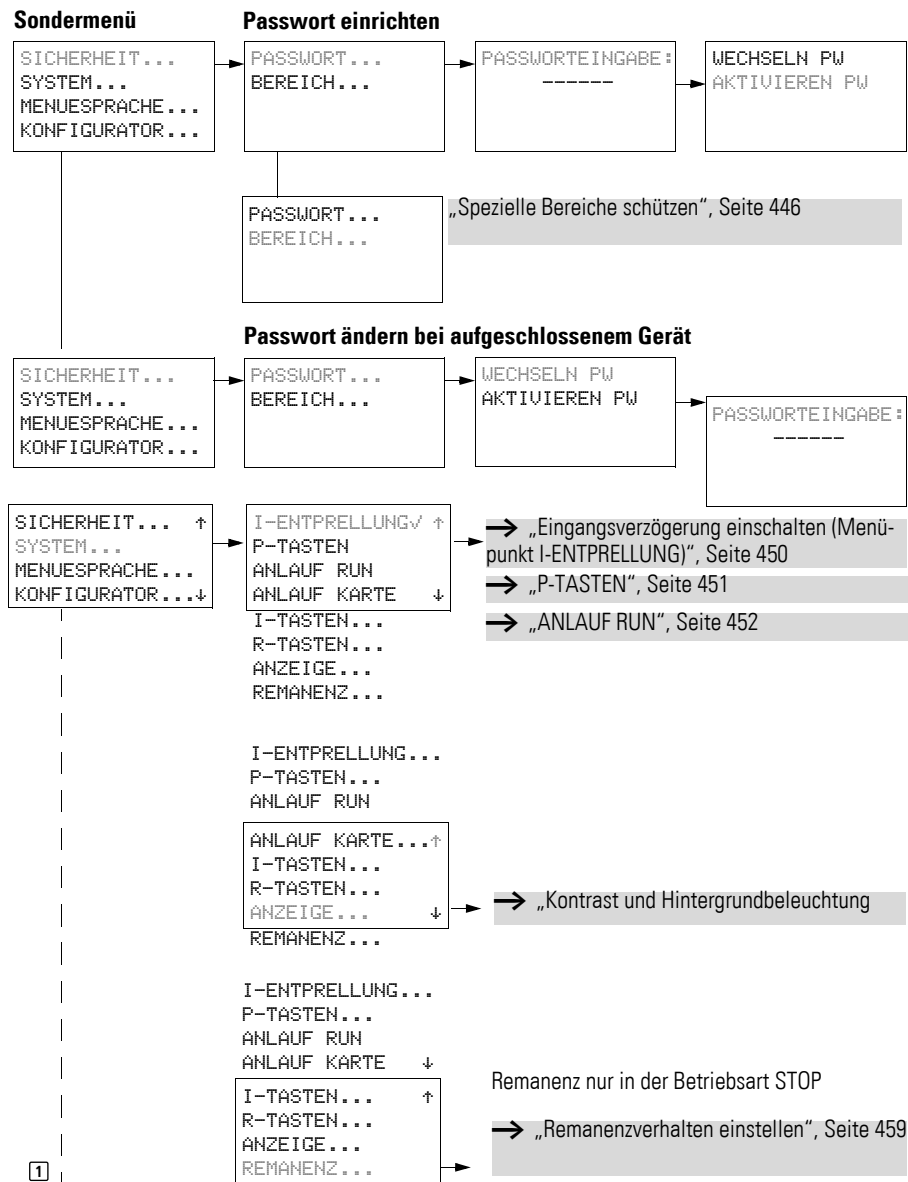 Sondermenü
Passwort einrichten
SICHERHEIT...
SYSTEM...
MENUESPRACHE...
KONFIGURATOR...
PASSWORT...
BEREICH...
PASSWORTEINGABE:
------
WECHSELN PW
AKTIVIEREN PW
PASSWORT...
BEREICH...
„Spezielle Bereiche schützen“, Seite 446
Passwort ändern bei aufgeschlossenem Gerät
SICHERHEIT...
SYSTEM...
MENUESPRACHE...
KONFIGURATOR...
PASSWORT...
BEREICH...
WECHSELN PW
AKTIVIEREN PW
PASSWORTEINGABE:
------
SICHERHEIT... ↑
SYSTEM...
MENUESPRACHE...
KONFIGURATOR...↓
I-ENTPRELLUNG√ ↑
P-TASTEN
ANLAUF RUN
ANLAUF KARTE ↓
I-TASTEN...
R-TASTEN...
ANZEIGE...
REMANENZ...
→ „Eingangsverzögerung einschalten (Menü-
punkt I-ENTPRELLUNG)“, Seite 450
→ „P-TASTEN“, Seite 451
→ „ANLAUF RUN“, Seite 452
I-ENTPRELLUNG...
P-TASTEN...
ANLAUF RUN
ANLAUF KARTE...↑
I-TASTEN...
R-TASTEN...
ANZEIGE... ↓
REMANENZ...
→ „Kontrast und Hintergrundbeleuchtung
I-ENTPRELLUNG...
P-TASTEN...
ANLAUF RUN
ANLAUF KARTE ↓
I-TASTEN... ↑
R-TASTEN...
ANZEIGE...
REMANENZ...
Remanenz nur in der Betriebsart STOP
→ „Remanenzverhalten einstellen“, Seite 459
1